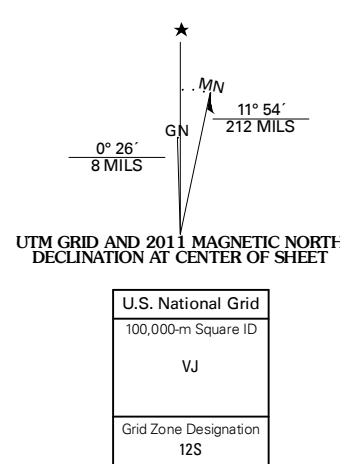 MN
11° 54´
212 MILS
GN
0° 26´
8 MILS
UTM GRID AND 2011 MAGNETIC NORTH
DECLINATION AT CENTER OF SHEET
U.S. National Grid
100,000-m Square ID
VJ
Grid Zone Designation
12S